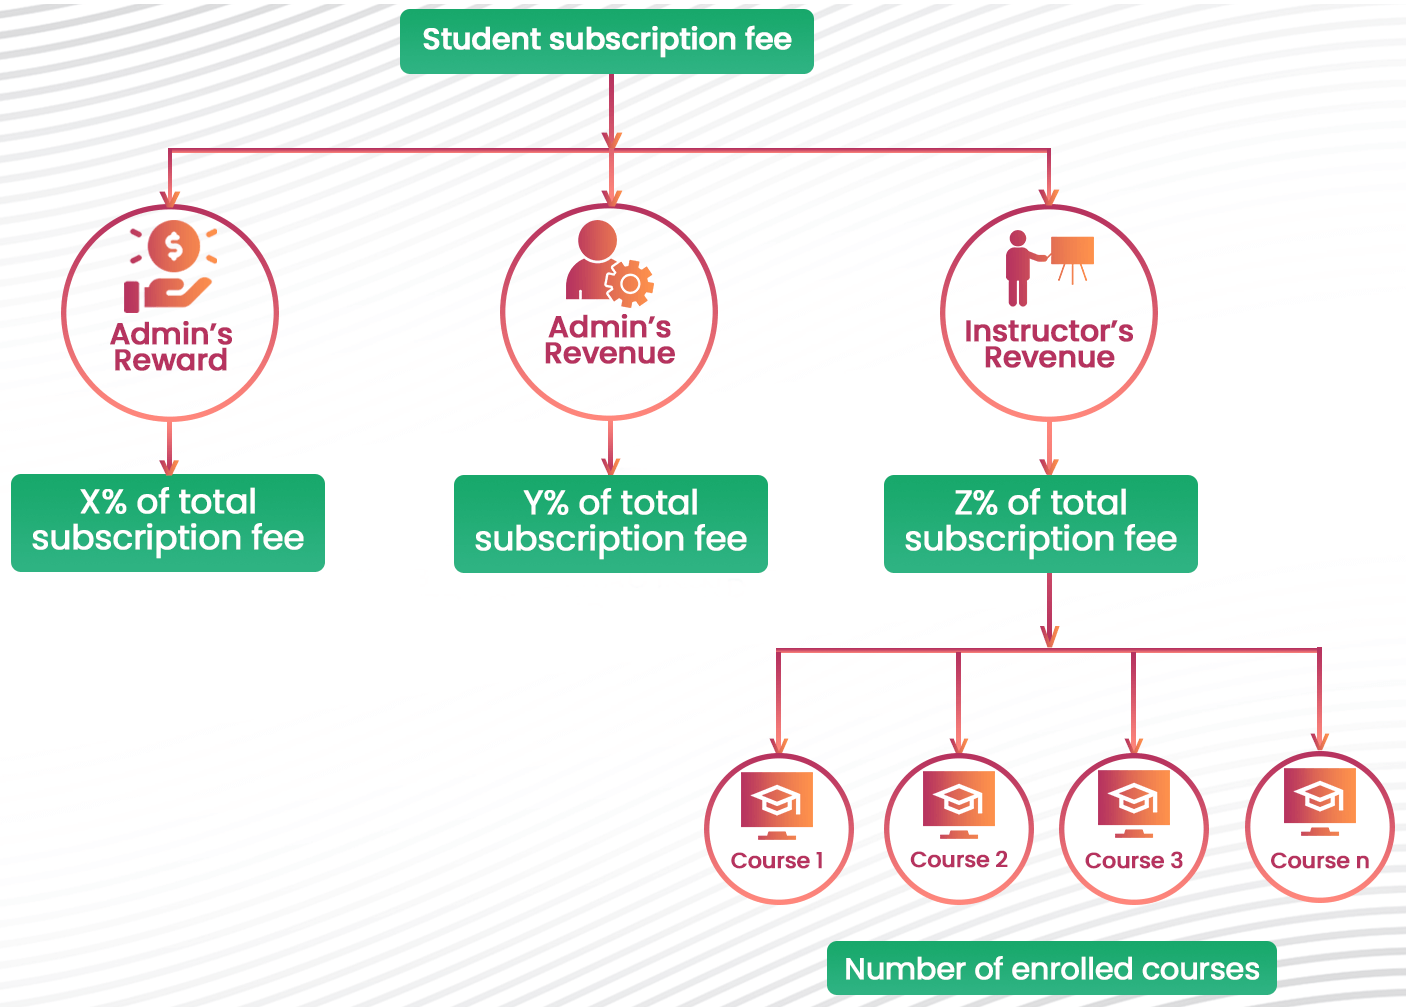 Student subscription fee
Admin's
Reward
Admin's
Revenue
Instructor's
Revenue
X% of total
subscription fee
Y% of total
subscription fee
Z% of total
subscription fee
Course 1
Course 2
Course 3
Course n
Number of enrolled courses